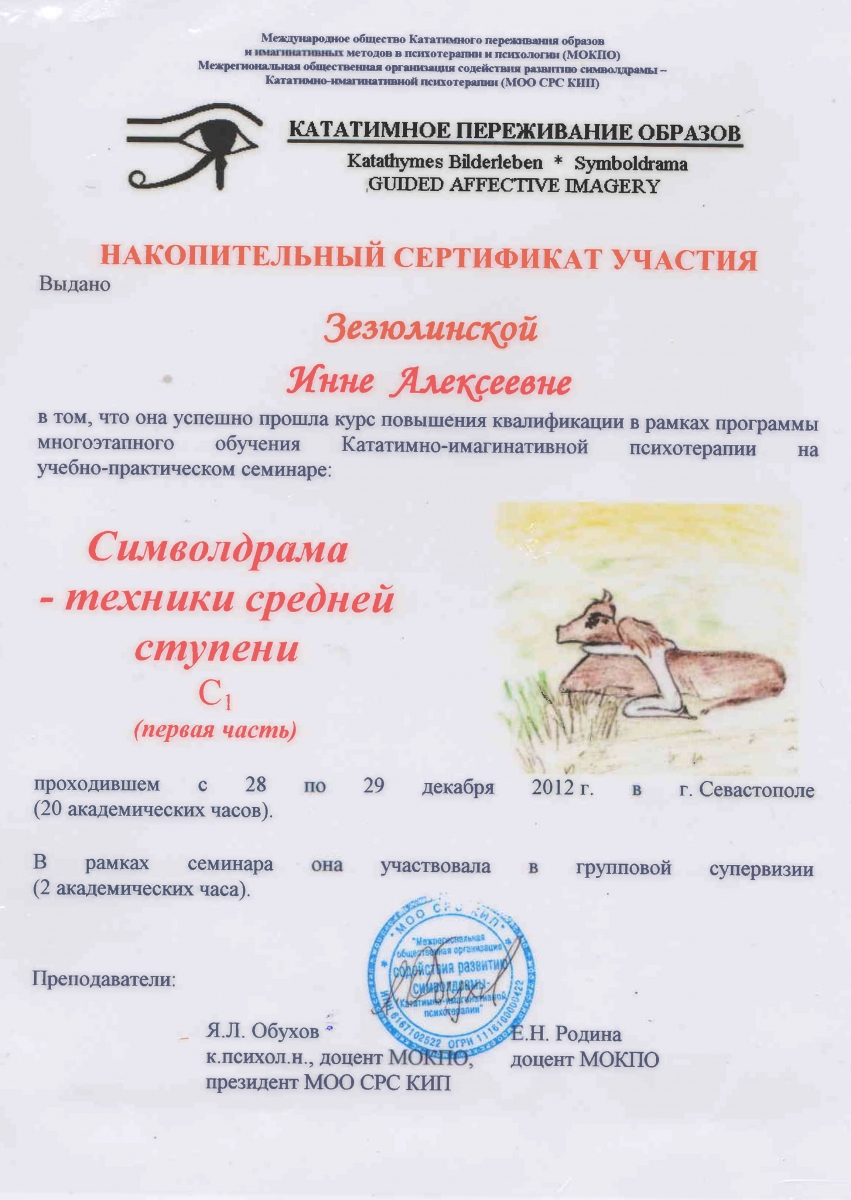 Международное общество Кататимного переживания образов
и имагинативных методов в психотерапии и психологии (МОКПО)
Межрегиональная общественная организация содействия развитию символдрамы –
Кататимно-имагинативной психотерапии (МОО СРС КИП)
КАТАТИМНОЕ ПЕРЕЖИВАНИЕ ОБРАЗОВ
Katathymes Bilderleben * Symboldrama
GUIDED AFFECTIVE IMAGERY
НАКОПИТЕЛЬНЫЙ СЕРТИФИКАТ УЧАСТИЯ
Выдано
Зезюлинской
Инне Алексеевне
в том, что она успешно прошла курс повышения квалификации в рамках программы
многоэтапного обучения Кататимно-имагинативной психотерапии на
учебно-практическом семинаре:
Символдрама
- техники средней
ступени
С1
(первая часть)
проходившем с 28 по 29 декабря 2012 г. в г. Севастополе
(20 академических часов).
В рамках семинара она участвовала в групповой супервизии
(2 академических часа).
* МОО СРС КИП *
"Межрегиональная
общественная организация
содействия развитию
символдрамы-
Кататимно-имагинативной
психотерапии"
ИНН 6167102522 ОГРН 1116100000422
Преподаватели:
Я.Л. Обухов
к.психол.н., доцент МОКПО,
президент МОО СРС КИП
Е.Н. Родина
доцент МОКПО